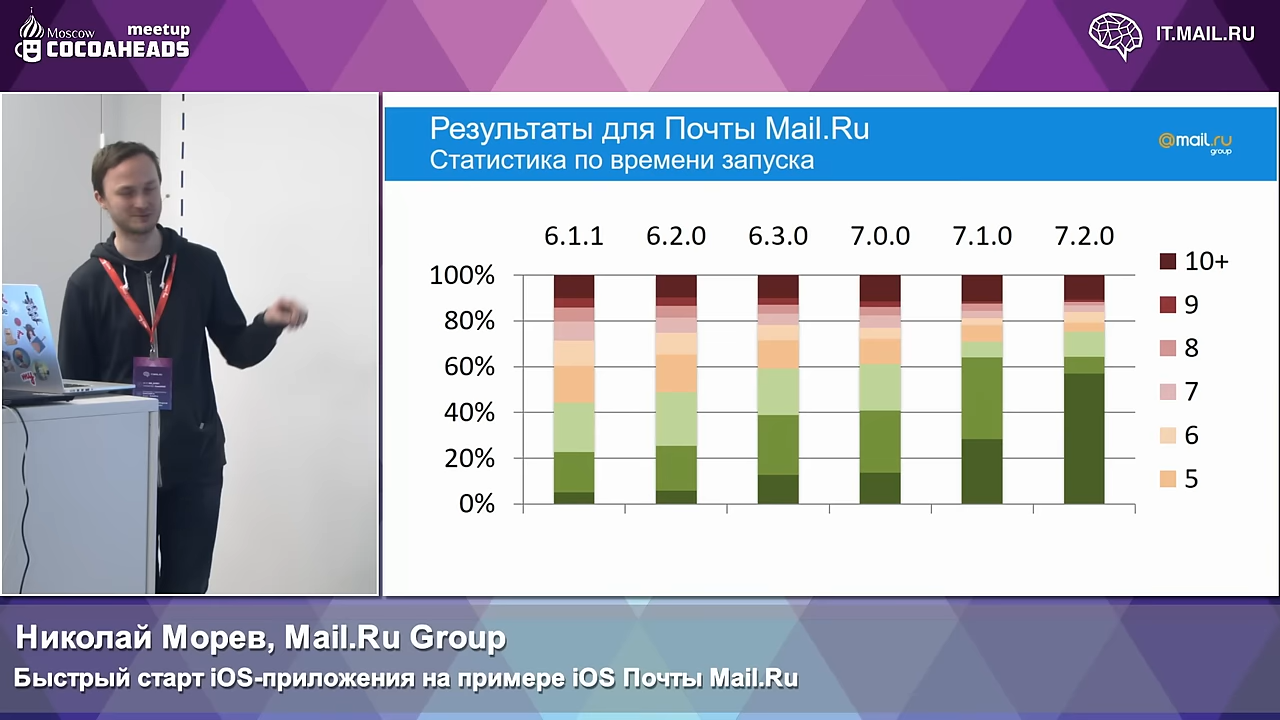 Moscow meetup
COCOAHEADS
IT.MAIL.RU
Результаты для Почты Mail.Ru
Статистика по времени запуска
@mail.ru
group
6.1.1 6.2.0 6.3.0 7.0.0 7.1.0 7.2.0
100%
80%
60%
40%
20%
0%
10+
9
8
7
6
5
Николай Морев, Mail.Ru Group
Быстрый старт iOS-приложения на примере iOS Почты Mail.Ru